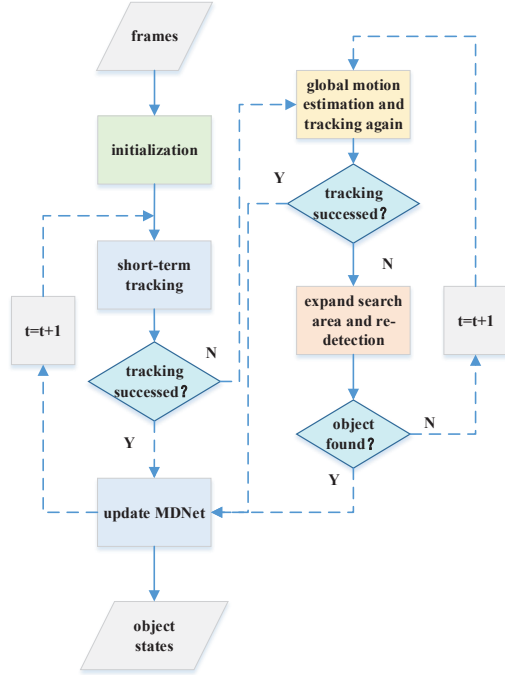 frames
initialization
short-term
tracking
t=t+1
tracking
successed?
N
Y
update MDNet
object
states
global motion
estimation and
tracking again
Y
tracking
successed?
N
expand search
area and re-
detection
t=t+1
object
found?
N
Y